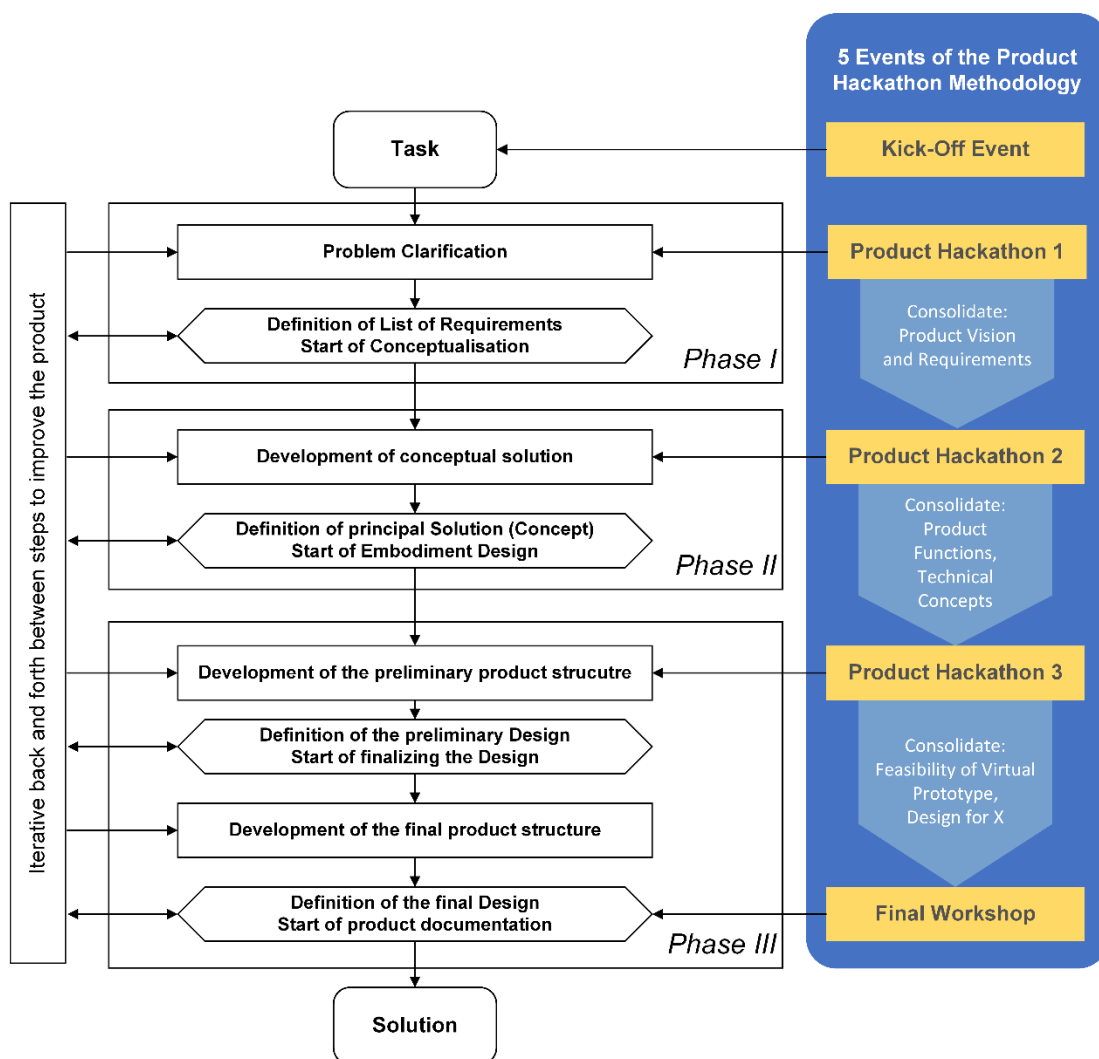 5 Events of the Product
Hackathon Methodology
Task
Kick-Off Event
Iterative back and forth between steps to improve the product
Problem Clarification
Product Hackathon 1
Definition of List of Requirements
Start of Conceptualisation
Phase I
Consolidate:
Product Vision
and Requirements
Development of conceptual solution
Product Hackathon 2
Definition of principal Solution (Concept)
Start of Embodiment Design
Phase II
Consolidate:
Product
Functions,
Technical
Concepts
Development of the preliminary product strucutre
Product Hackathon 3
Definition of the preliminary Design
Start of finalizing the Design
Consolidate:
Feasibility of Virtual
Prototype,
Design for X
Development of the final product structure
Definition of the final Design
Start of product documentation
Phase III
Final Workshop
Solution